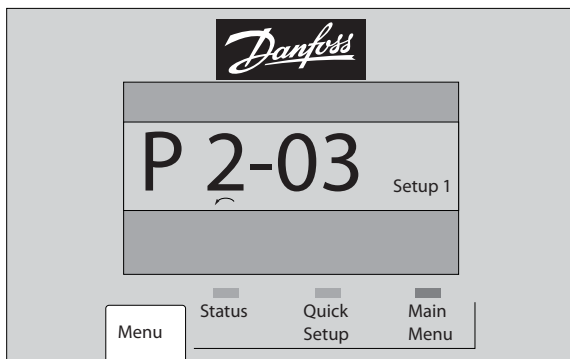 Danfoss
P 2-03
Setup 1
Menu
Status
Quick
Setup
Main
Menu